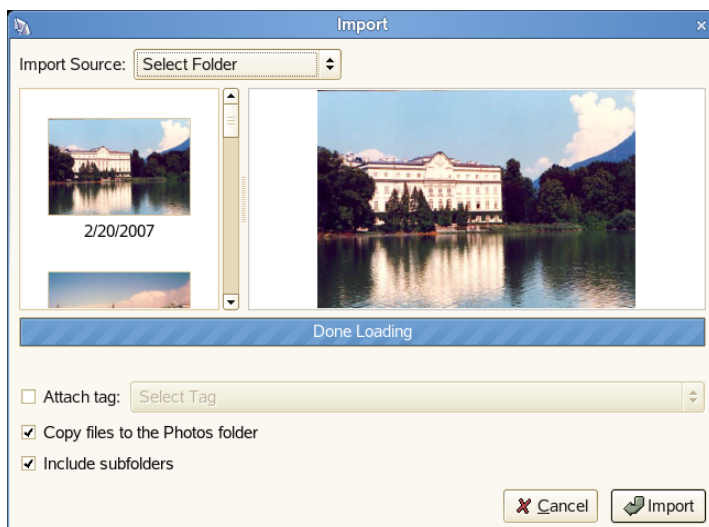 Import
Import Source: Select Folder
2/20/2007
Done Loading
Attach tag: Select Tag
Copy files to the Photos folder
Include subfolders
Cancel Import